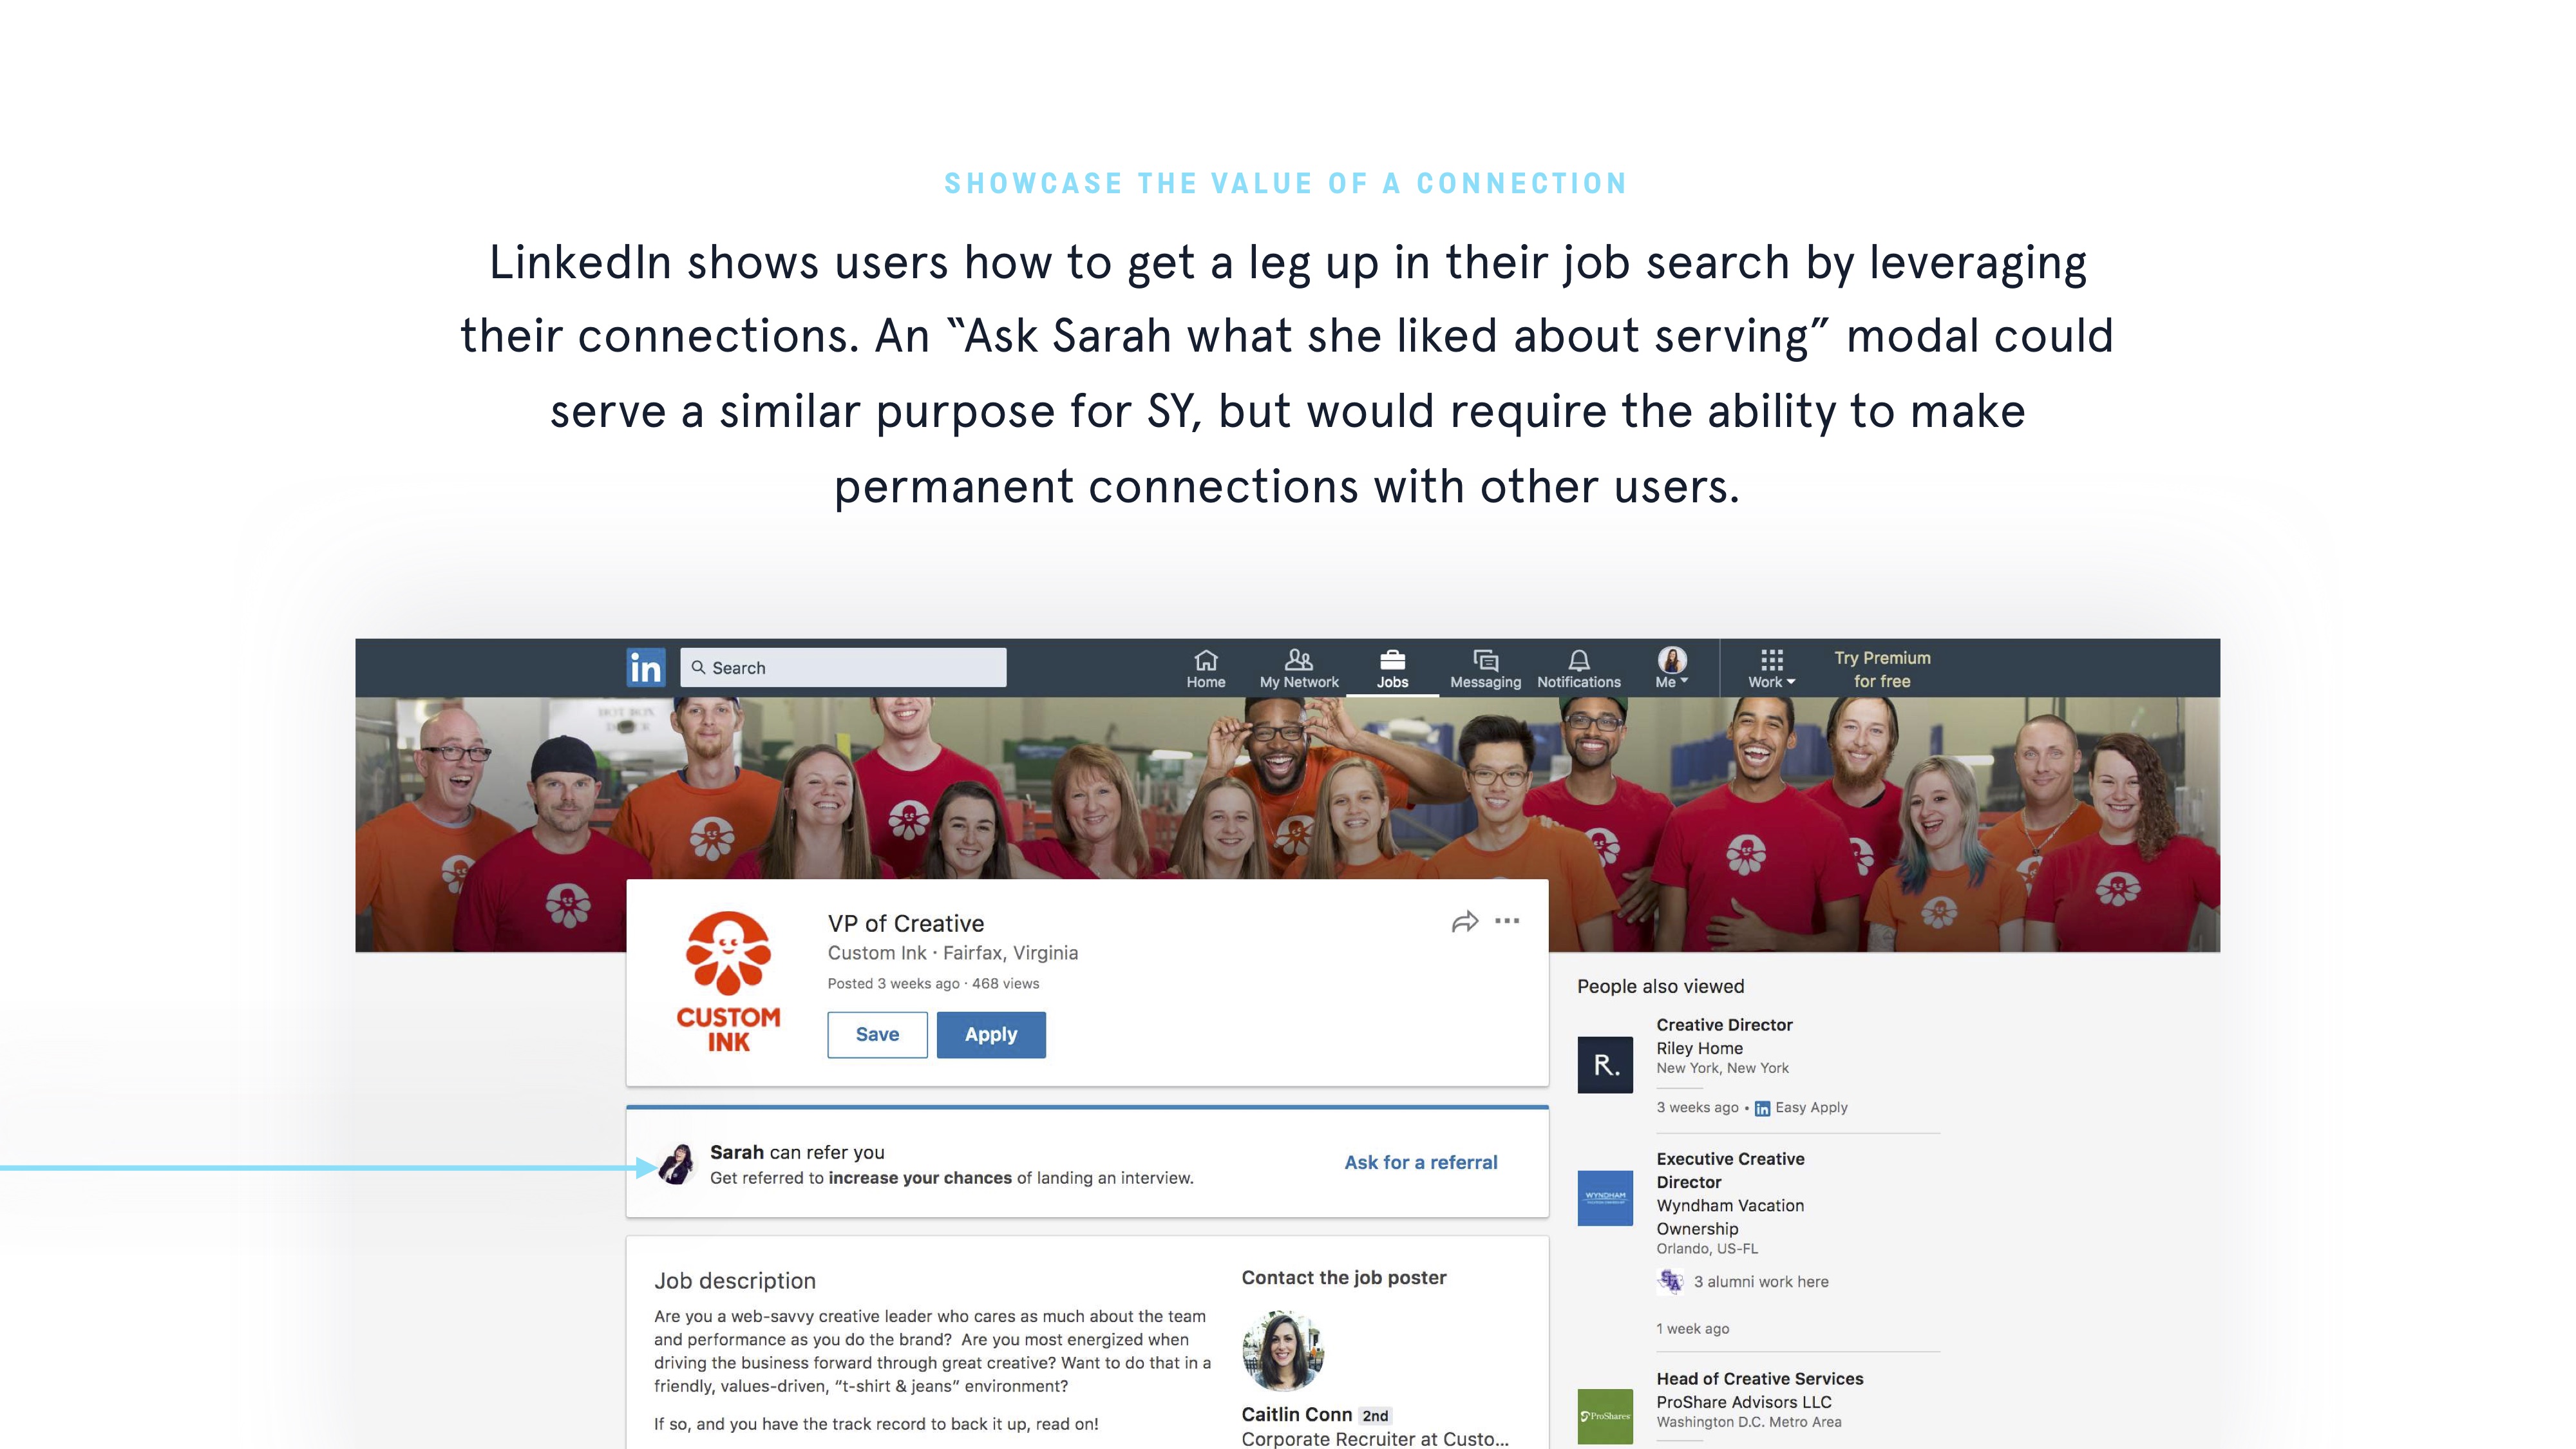 SHOWCASE THE VALUE OF A CONNECTION
LinkedIn shows users how to get a leg up in their job search by leveraging
their connections. An “Ask Sarah what she liked about serving” modal could
serve a similar purpose for SY, but would require the ability to make
permanent connections with other users.
in
Search
Home
My Network
Jobs
Messaging
Notifications
Me
Work
Try Premium
for free
HOT BOX
CUSTOM
INK
VP of Creative
Custom Ink · Fairfax, Virginia
Posted 3 weeks ago · 468 views
Save
Apply
Sarah can refer you
Get referred to increase your chances of landing an interview.
Ask for a referral
Job description
Are you a web-savvy creative leader who cares as much about the team
and performance as you do the brand?  Are you most energized when
driving the business forward through great creative? Want to do that in a
friendly, values-driven, “t-shirt & jeans” environment?
If so, and you have the track record to back it up, read on!
Contact the job poster
Caitlin Conn 2nd
Corporate Recruiter at Custo...
People also viewed
R.
Creative Director
Riley Home
New York, New York
3 weeks ago • in Easy Apply
WYNDHAM
Executive Creative
Director
Wyndham Vacation
Ownership
Orlando, US-FL
SFA 3 alumni work here
1 week ago
ProShares
Head of Creative Services
ProShare Advisors LLC
Washington D.C. Metro Area